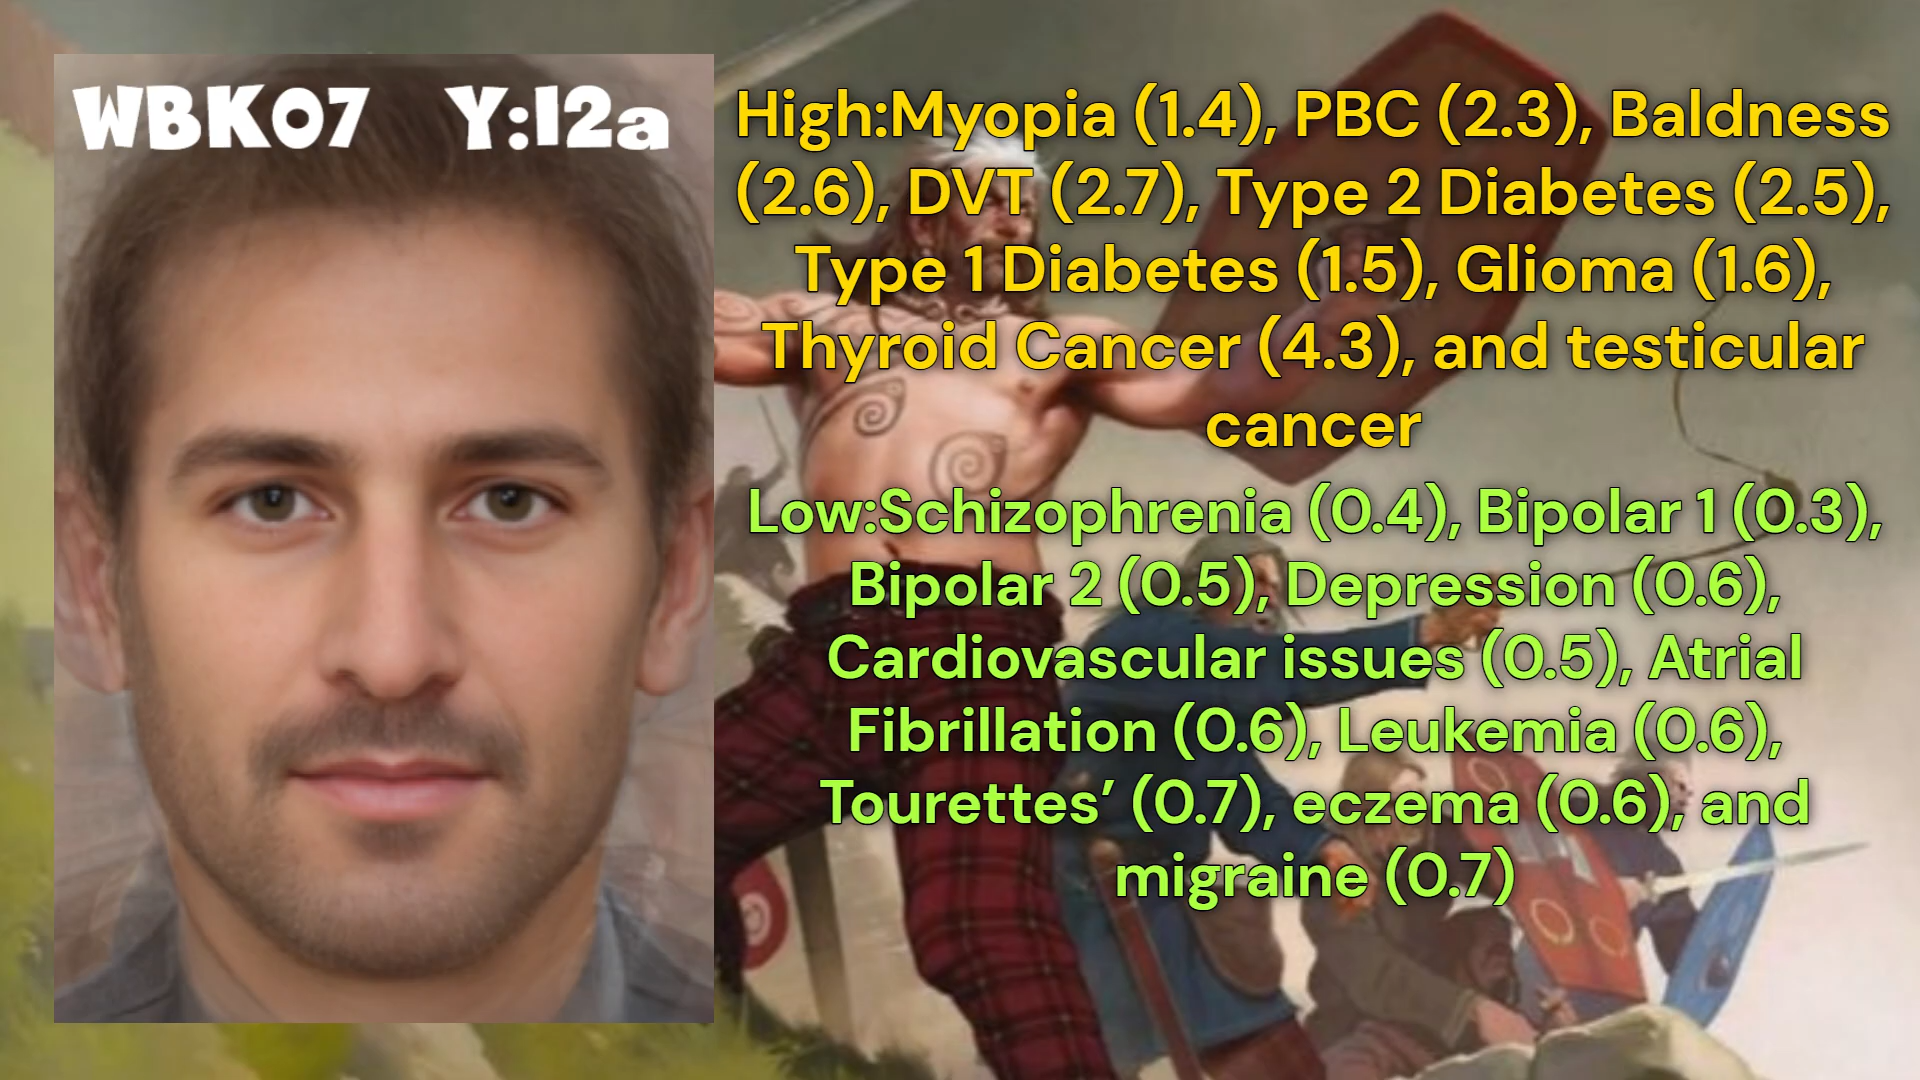 WBK07 Y:I2a
High:Myopia (1.4), PBC (2.3), Baldness
(2.6), DVT (2.7), Type 2 Diabetes (2.5),
Type 1 Diabetes (1.5), Glioma (1.6),
Thyroid Cancer (4.3), and testicular
cancer
Low:Schizophrenia (0.4), Bipolar 1 (0.3),
Bipolar 2 (0.5), Depression (0.6),
Cardiovascular issues (0.5), Atrial
Fibrillation (0.6), Leukemia (0.6),
Tourettes’ (0.7), eczema (0.6), and
migraine (0.7)